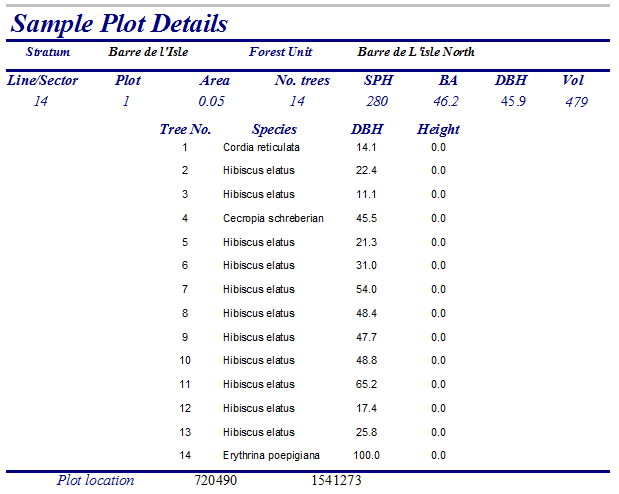 Sample Plot Details
Stratum Barre de l'Isle Forest Unit Barre de L'isle North
Line/Sector Plot Area No. trees SPH BA DBH Vol
14 1 0.05 14 280 46.2 45.9 479
Tree No. Species DBH Height
1 Cordia reticulata 14.1 0.0
2 Hibiscus elatus 22.4 0.0
3 Hibiscus elatus 11.1 0.0
4 Cecropia schreberian 45.5 0.0
5 Hibiscus elatus 21.3 0.0
6 Hibiscus elatus 31.0 0.0
7 Hibiscus elatus 54.0 0.0
8 Hibiscus elatus 48.4 0.0
9 Hibiscus elatus 47.7 0.0
10 Hibiscus elatus 48.8 0.0
11 Hibiscus elatus 65.2 0.0
12 Hibiscus elatus 17.4 0.0
13 Hibiscus elatus 25.8 0.0
14 Erythrina poepigiana 100.0 0.0
Plot location 720490 1541273